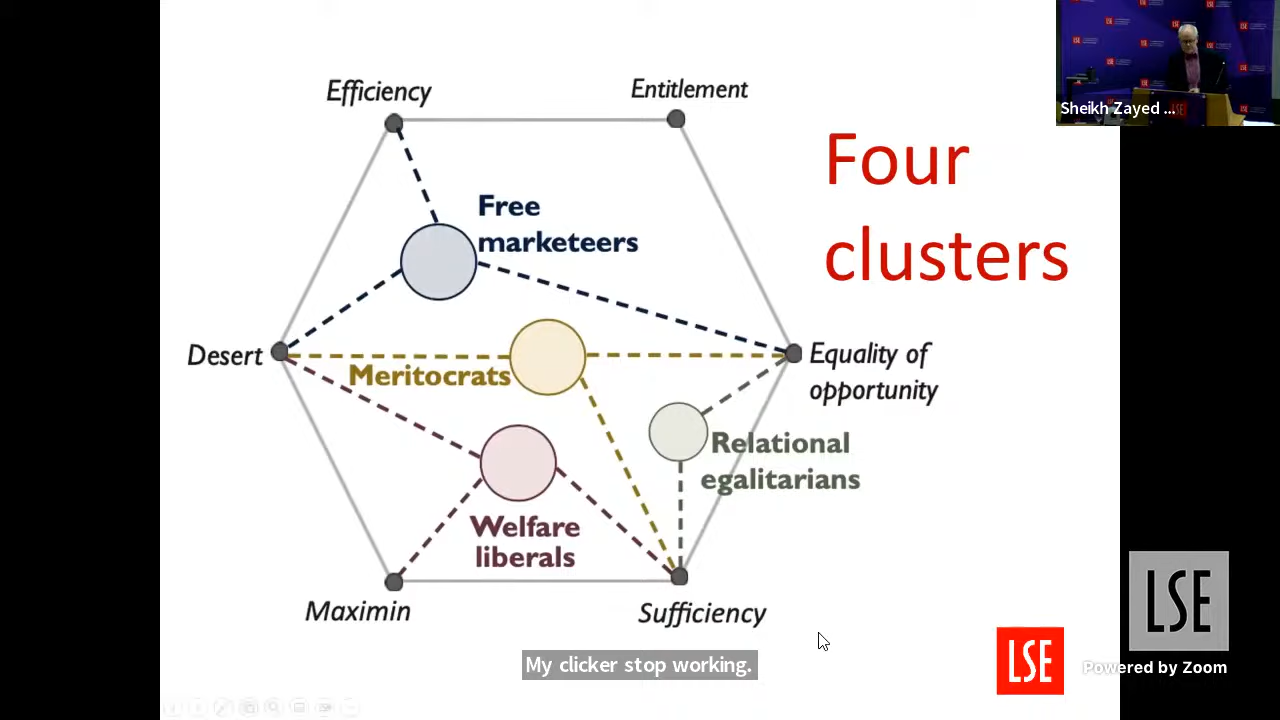 Efficiency
Entitlement
Sheikh Zayed ...
Four
clusters
Free
marketeers
Desert
Meritocrats
Equality of
opportunity
Relational
egalitarians
Welfare
liberals
Maximin
Sufficiency
My clicker stop working.
LSE
LSE
Powered by Zoom